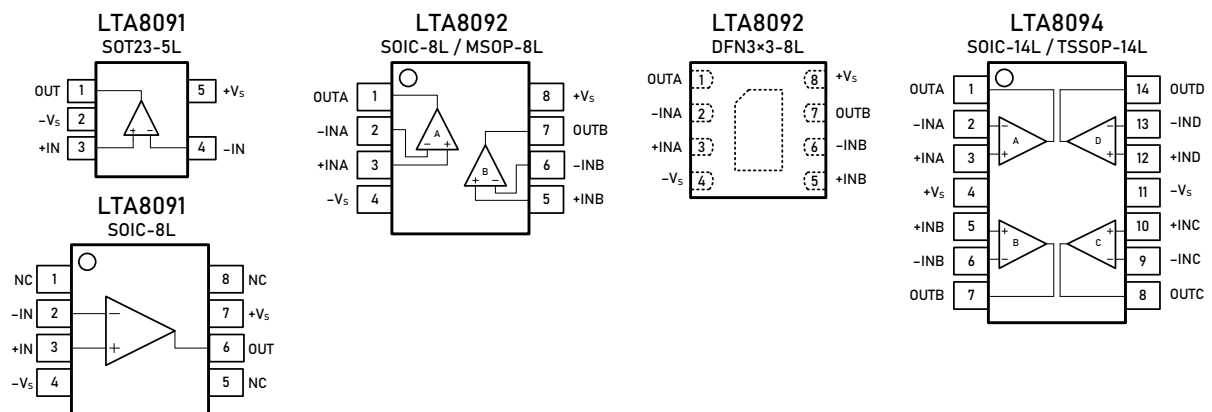 LTA8091
SOT23-5L
OUT 1 5 +VS
−VS 2
+IN 3 4 −IN
+ −
LTA8092
SOIC-8L / MSOP-8L
OUTA 1 8 +VS
−INA 2 7 OUTB
+INA 3 6 −INB
−VS 4 5 +INB
A
− +
B
+ −
LTA8092
DFN3×3-8L
OUTA 1 8 +VS
−INA 2 7 OUTB
+INA 3 6 −INB
−VS 4 5 +INB
LTA8094
SOIC-14L / TSSOP-14L
OUTA 1 14 OUTD
−INA 2 − − 13 −IND
A D
+INA 3 + + 12 +IND
+VS 4 11 −VS
+INB 5 + + 10 +INC
B C
−INB 6 − − 9 −INC
OUTB 7 8 OUTC
LTA8091
SOIC-8L
NC 1 8 NC
−IN 2 − 7 +VS
+IN 3 + 6 OUT
−VS 4 5 NC